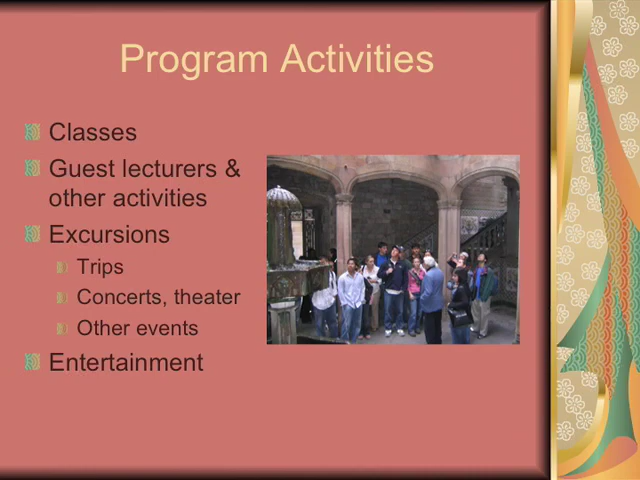 Program Activities
Classes
Guest lecturers &
other activities
Excursions
Trips
Concerts, theater
Other events
Entertainment